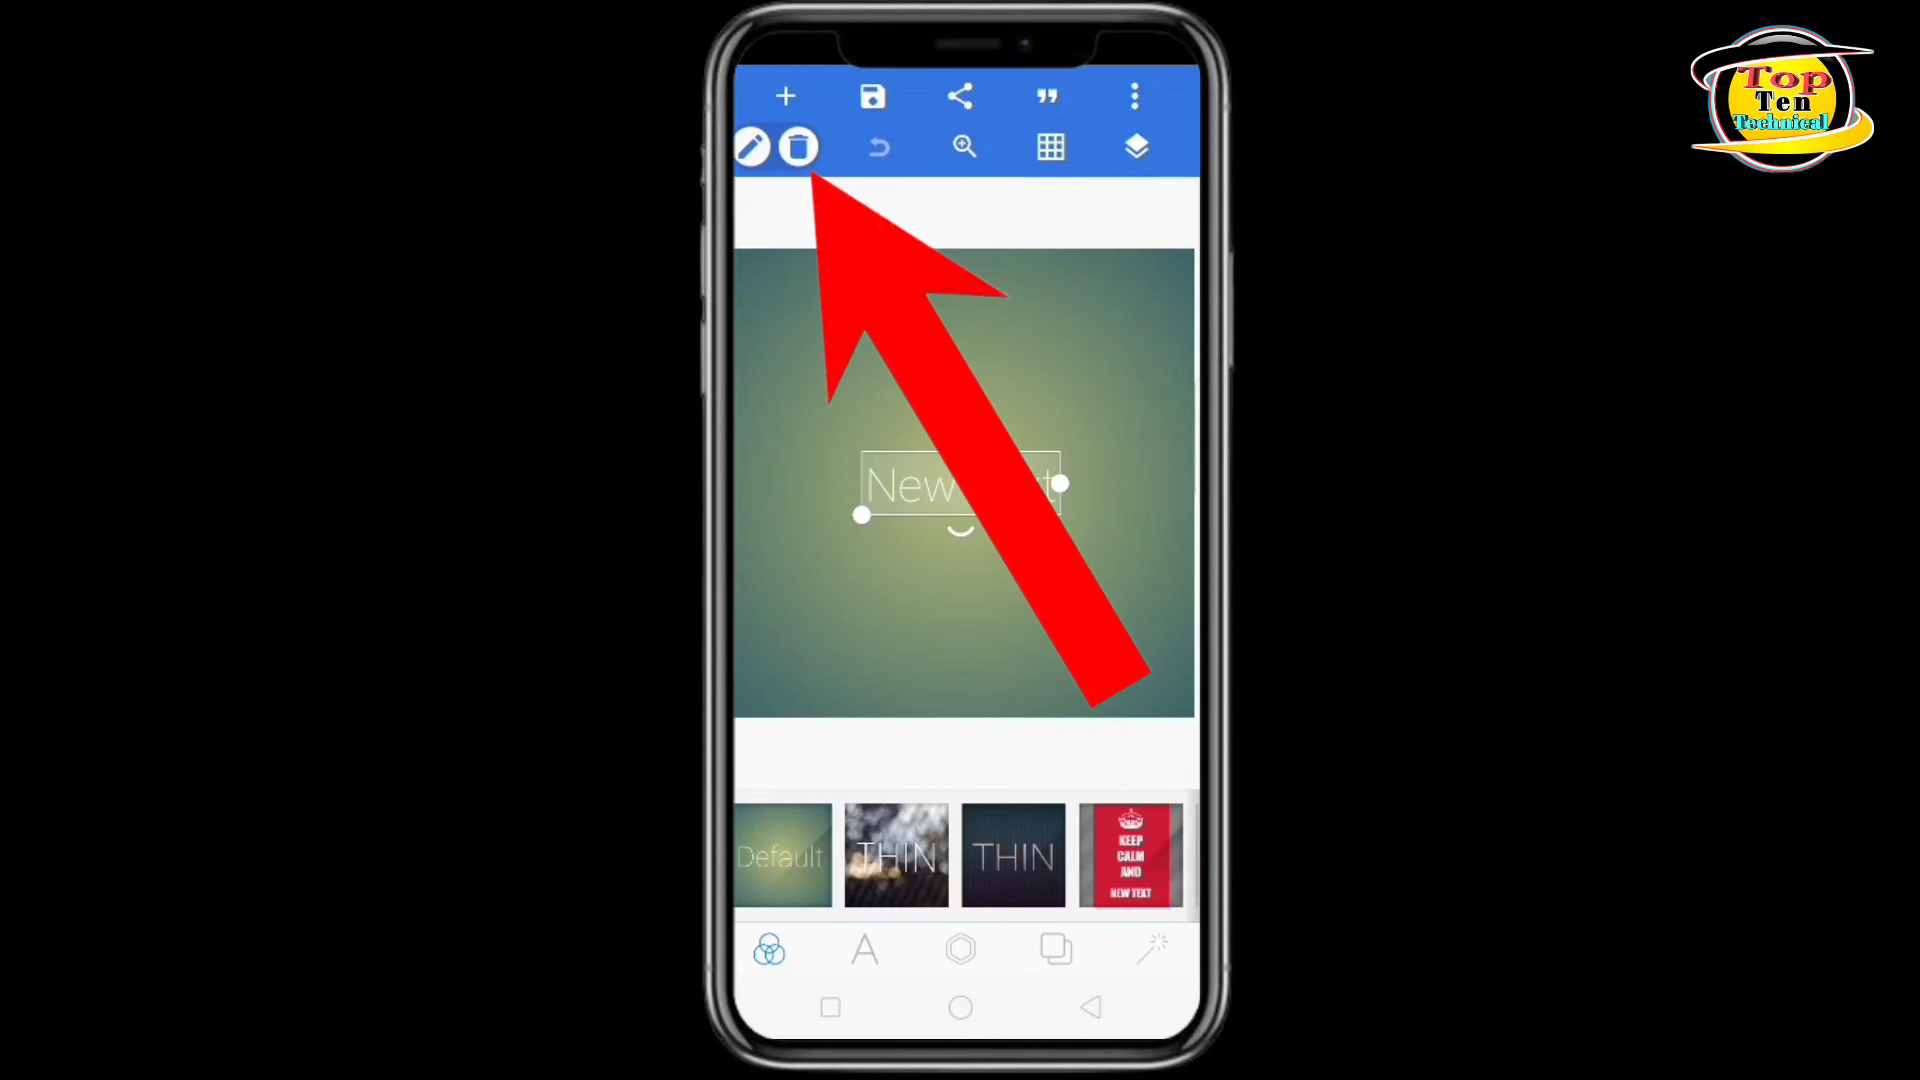 Top
Ten
Technical
New t
Default
THIN
THIN
KEEP
CALM
AND
NEW TEXT
A